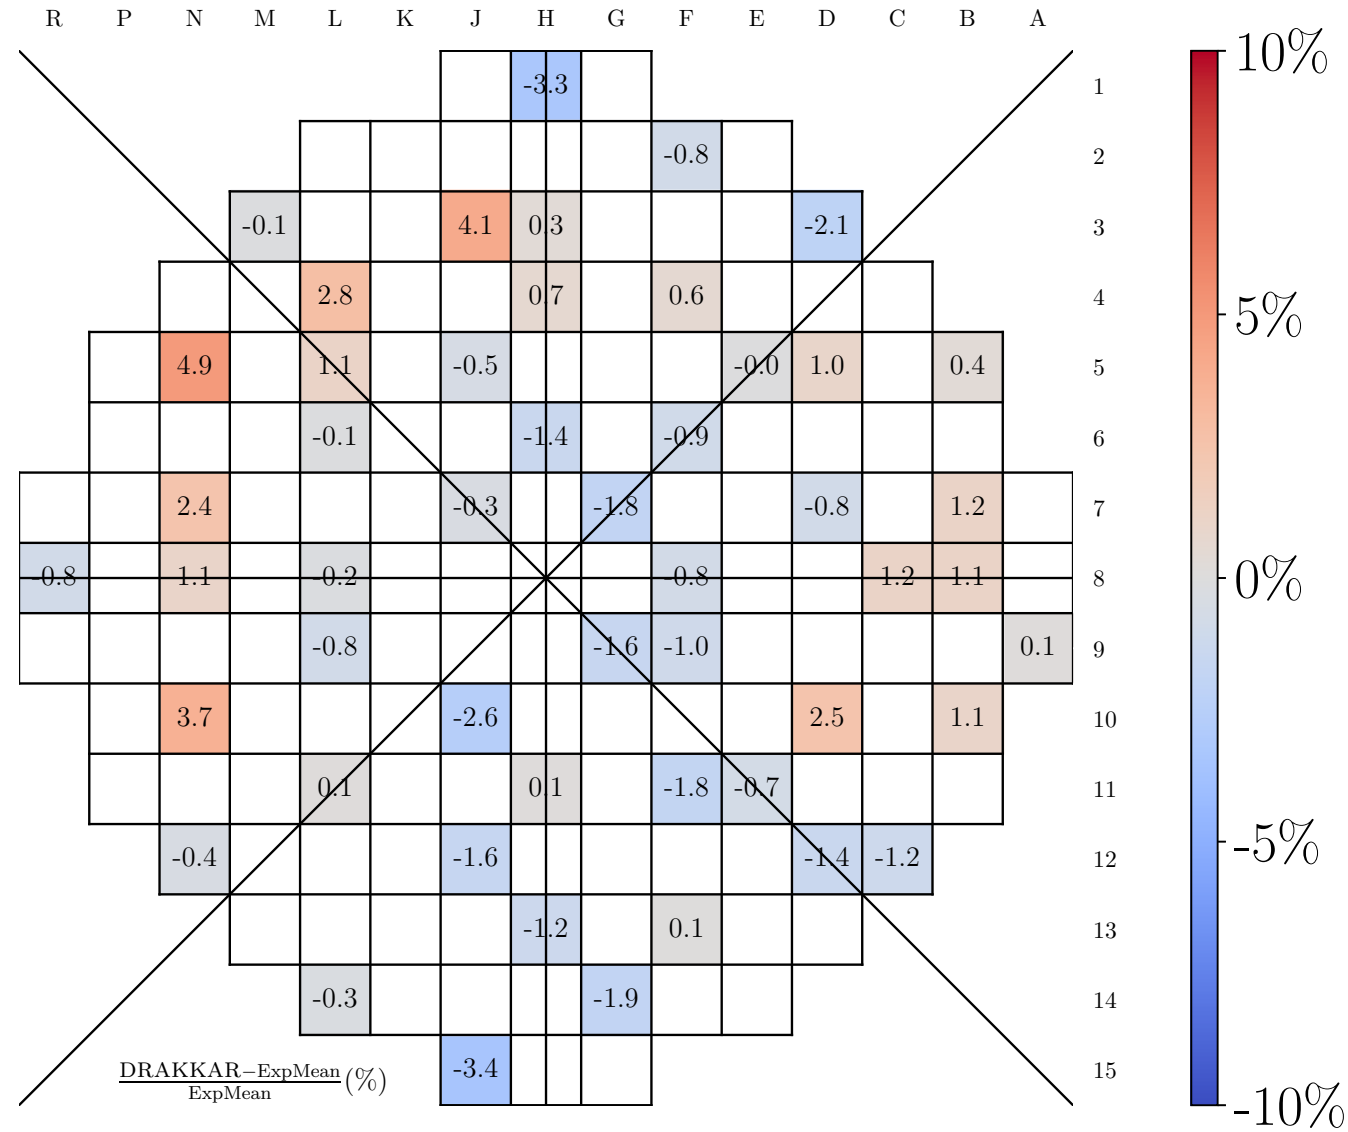 R P N M L K J H G F E D C B A
10%
-3.3 1
-0.8 2
-0.1 4.1 0.3 -2.1 3
2.8 0.7 0.6 4
5%
4.9 1.1 -0.5 -0.0 1.0 0.4 5
-0.1 -1.4 -0.9 6
2.4 -0.3 -1.8 -0.8 1.2 7
-0.8 1.1 -0.2 -0.8 1.2 1.1 8
0%
-0.8 -1.6 -1.0 0.1 9
3.7 -2.6 2.5 1.1 10
0.1 0.1 -1.8 -0.7 11
-5%
-0.4 -1.6 -1.4 -1.2 12
-1.2 0.1 13
-0.3 -1.9 14
-3.4 15
DRAKKAR−ExpMean
ExpMean
(%)
-10%